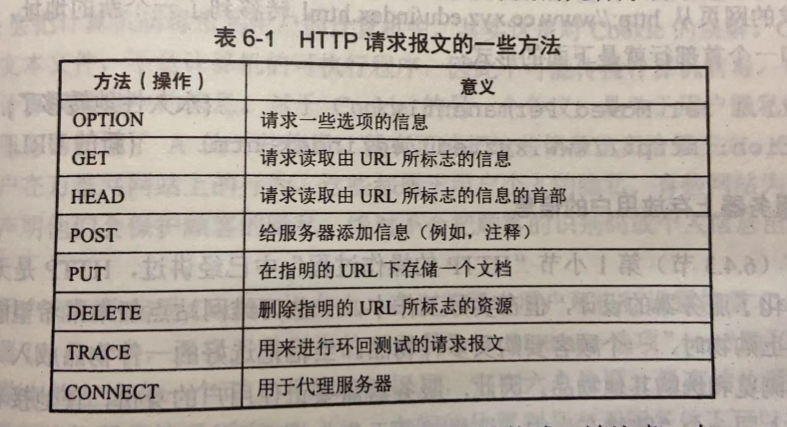 表 6-1 HTTP 请求报文的一些方法
方法（操作） 意义
OPTION 请求一些选项的信息
GET 请求读取由 URL 所标志的信息
HEAD 请求读取由 URL 所标志的信息的首部
POST 给服务器添加信息（例如，注释）
PUT 在指明的 URL 下存储一个文档
DELETE 删除指明的 URL 所标志的资源
TRACE 用来进行环回测试的请求报文
CONNECT 用于代理服务器